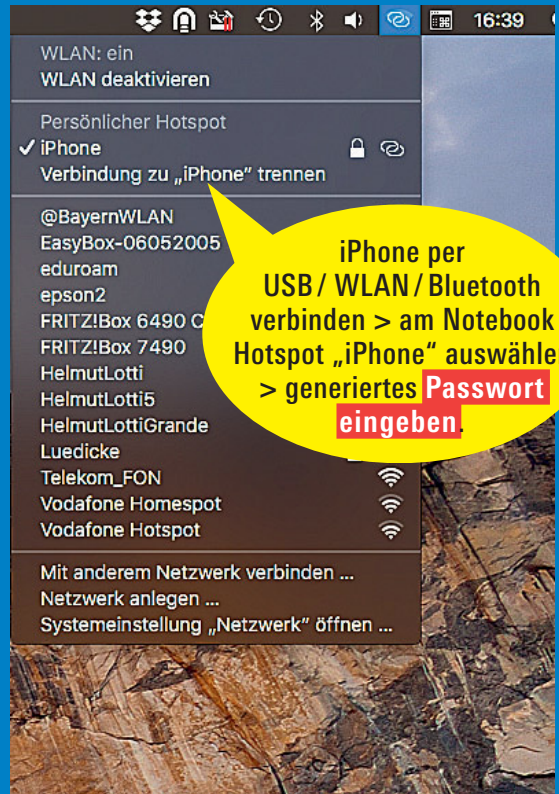 16:39
WLAN: ein
WLAN deaktivieren
Persönlicher Hotspot
✓ iPhone
Verbindung zu „iPhone“ trennen
@BayernWLAN
EasyBox-06052005
eduroam
epson2
FRITZ!Box 6490 C
FRITZ!Box 7490
HelmutLotti
HelmutLotti5
HelmutLottiGrande
Luedicke
Telekom_FON
Vodafone Homespot
Vodafone Hotspot
Mit anderem Netzwerk verbinden ...
Netzwerk anlegen ...
Systemeinstellung „Netzwerk“ öffnen ...
iPhone per
USB / WLAN / Bluetooth
verbinden > am Notebook
Hotspot „iPhone“ auswähle
> generiertes Passwort
eingeben.